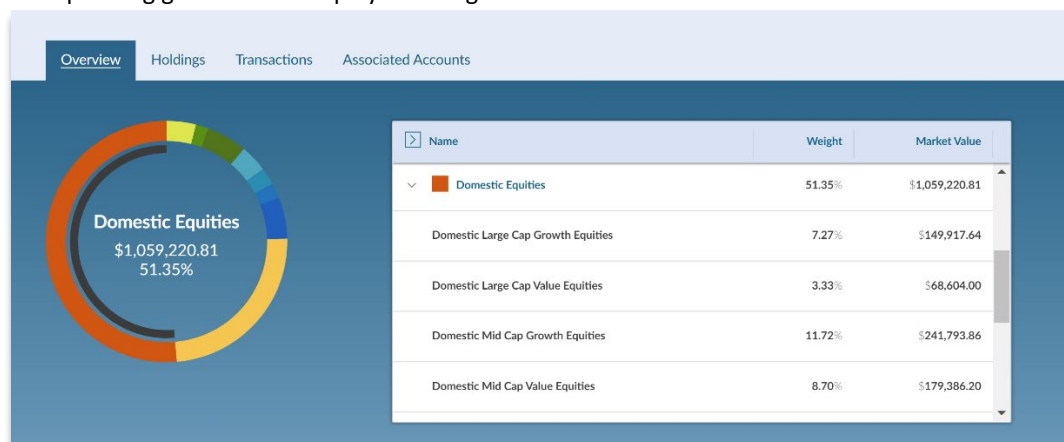 Overview Holdings Transactions Associated Accounts
Domestic Equities
$1,059,220.81
51.35%
Name Weight Market Value
Domestic Equities 51.35% $1,059,220.81
Domestic Large Cap Growth Equities 7.27% $149,917.64
Domestic Large Cap Value Equities 3.33% $68,604.00
Domestic Mid Cap Growth Equities 11.72% $241,793.86
Domestic Mid Cap Value Equities 8.70% $179,386.20